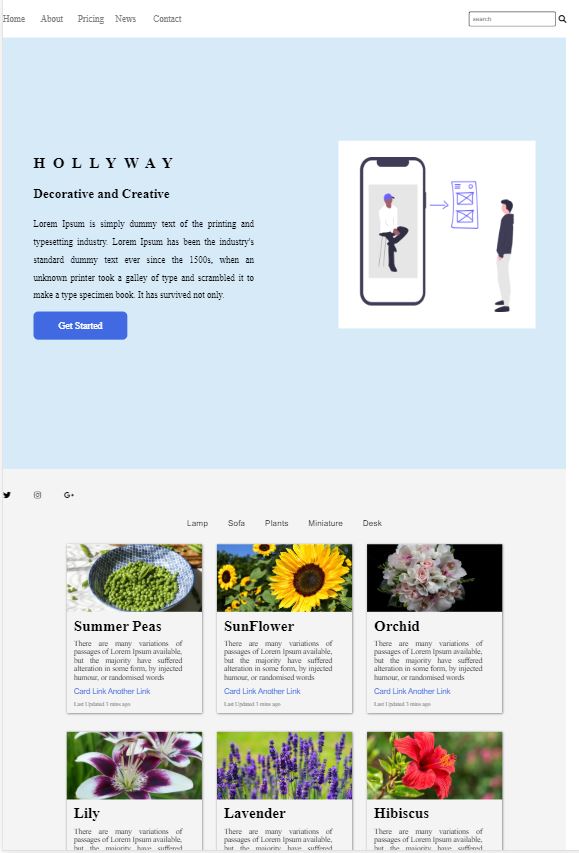 Home About Pricing News Contact search
H O L L Y W A Y
Decorative and Creative
Lorem Ipsum is simply dummy text of the printing and
typesetting industry. Lorem Ipsum has been the industry's
standard dummy text ever since the 1500s, when an
unknown printer took a galley of type and scrambled it to
make a type specimen book. It has survived not only.
Get Started
G+
Lamp Sofa Plants Miniature Desk
Summer Peas
There are many variations of
passages of Lorem Ipsum available,
but the majority have suffered
alteration in some form, by injected
humour, or randomised words
Card Link Another Link
Last Updated 3 mins ago
SunFlower
There are many variations of
passages of Lorem Ipsum available,
but the majority have suffered
alteration in some form, by injected
humour, or randomised words
Card Link Another Link
Last Updated 3 mins ago
Orchid
There are many variations of
passages of Lorem Ipsum available,
but the majority have suffered
alteration in some form, by injected
humour, or randomised words
Card Link Another Link
Last Updated 3 mins ago
Lily
There are many variations of
passages of Lorem Ipsum available,
but the majority have suffered
Lavender
There are many variations of
passages of Lorem Ipsum available,
but the majority have suffered
Hibiscus
There are many variations of
passages of Lorem Ipsum available,
but the majority have suffered